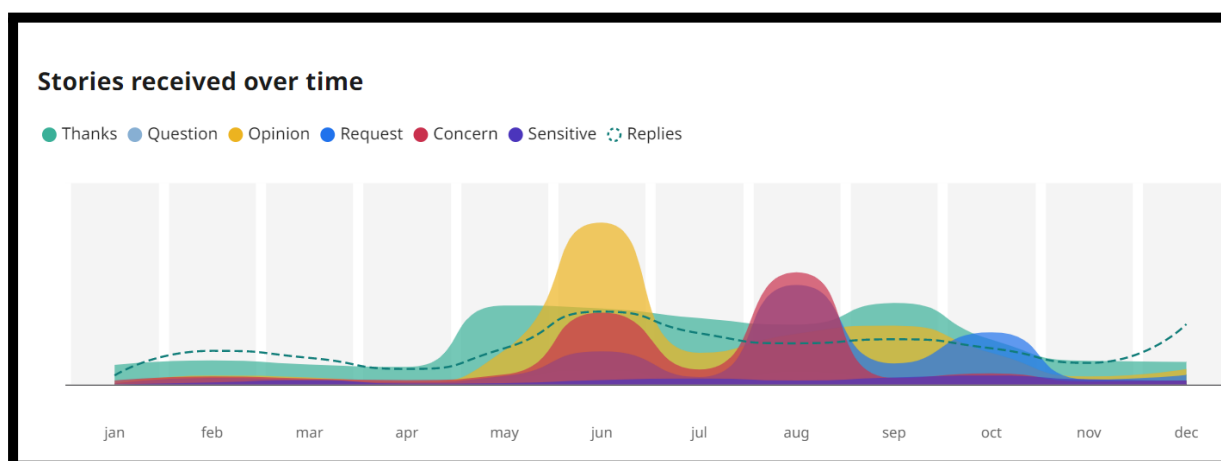 Stories received over time
Thanks Question Opinion Request Concern Sensitive Replies
jan feb mar apr may jun jul aug sep oct nov dec